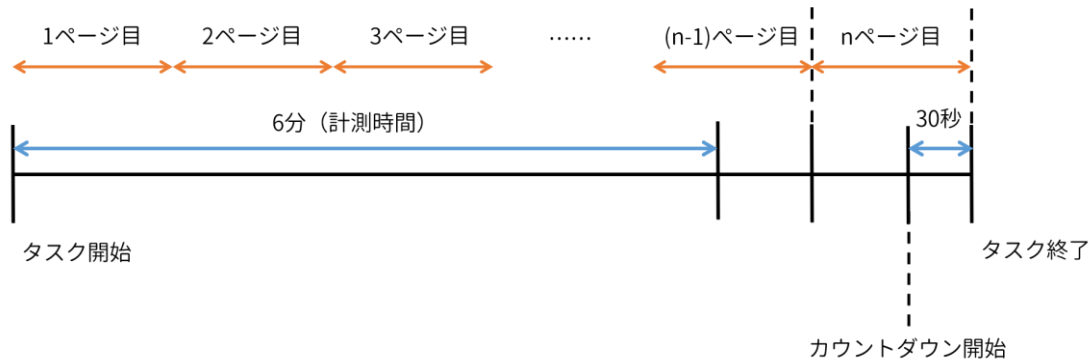 1ページ目 2ページ目 3ページ目 …… (n-1)ページ目 nページ目
6分（計測時間） 30秒
タスク開始 タスク終了
カウントダウン開始